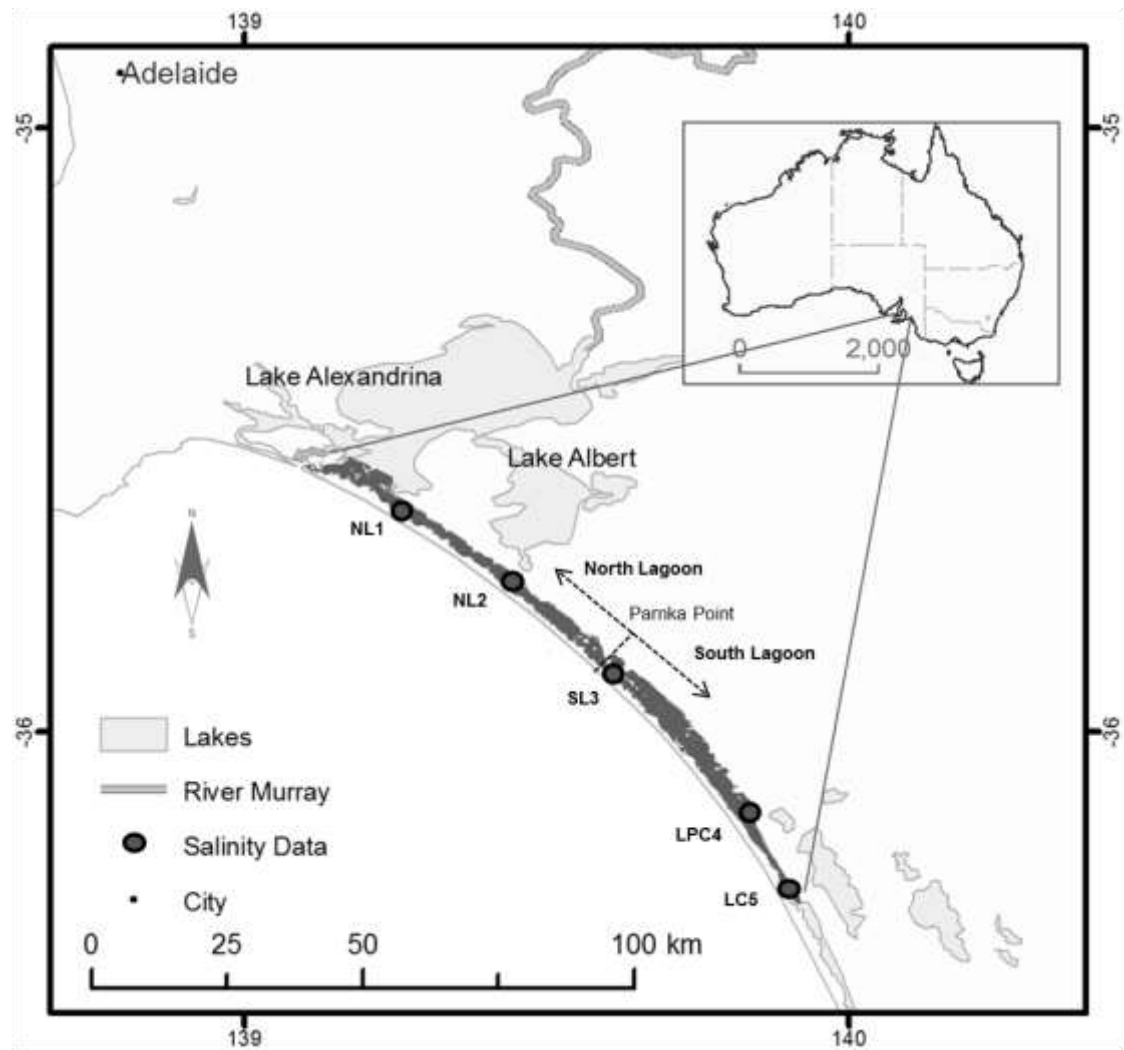 139 140
Adelaide
-35 -35
0 2,000
Lake Alexandrina
Lake Albert
NL1
N
North Lagoon
NL2
Parnka Point
S
South Lagoon
SL3
-36 -36
Lakes
River Murray
LPC4
Salinity Data
LC5
City
0 25 50 100 km
139 140